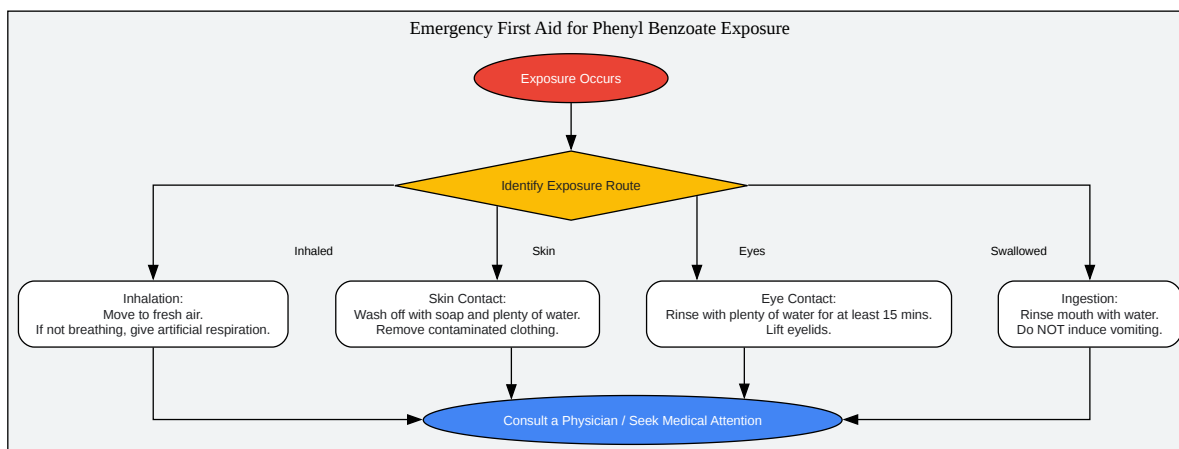 Emergency First Aid for Phenyl Benzoate Exposure
Exposure Occurs
Identify Exposure Route
Inhaled
Skin
Eyes
Swallowed
Inhalation:
Move to fresh air.
If not breathing, give artificial respiration.
Skin Contact:
Wash off with soap and plenty of water.
Remove contaminated clothing.
Eye Contact:
Rinse with plenty of water for at least 15 mins.
Lift eyelids.
Ingestion:
Rinse mouth with water.
Do NOT induce vomiting.
Consult a Physician / Seek Medical Attention